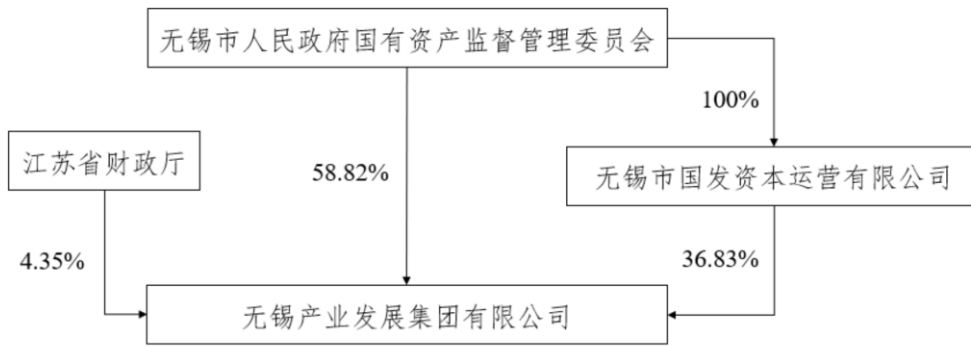 无锡市人民政府国有资产监督管理委员会
100%
江苏省财政厅
58.82%
无锡市国发资本运营有限公司
4.35%
36.83%
无锡产业发展集团有限公司